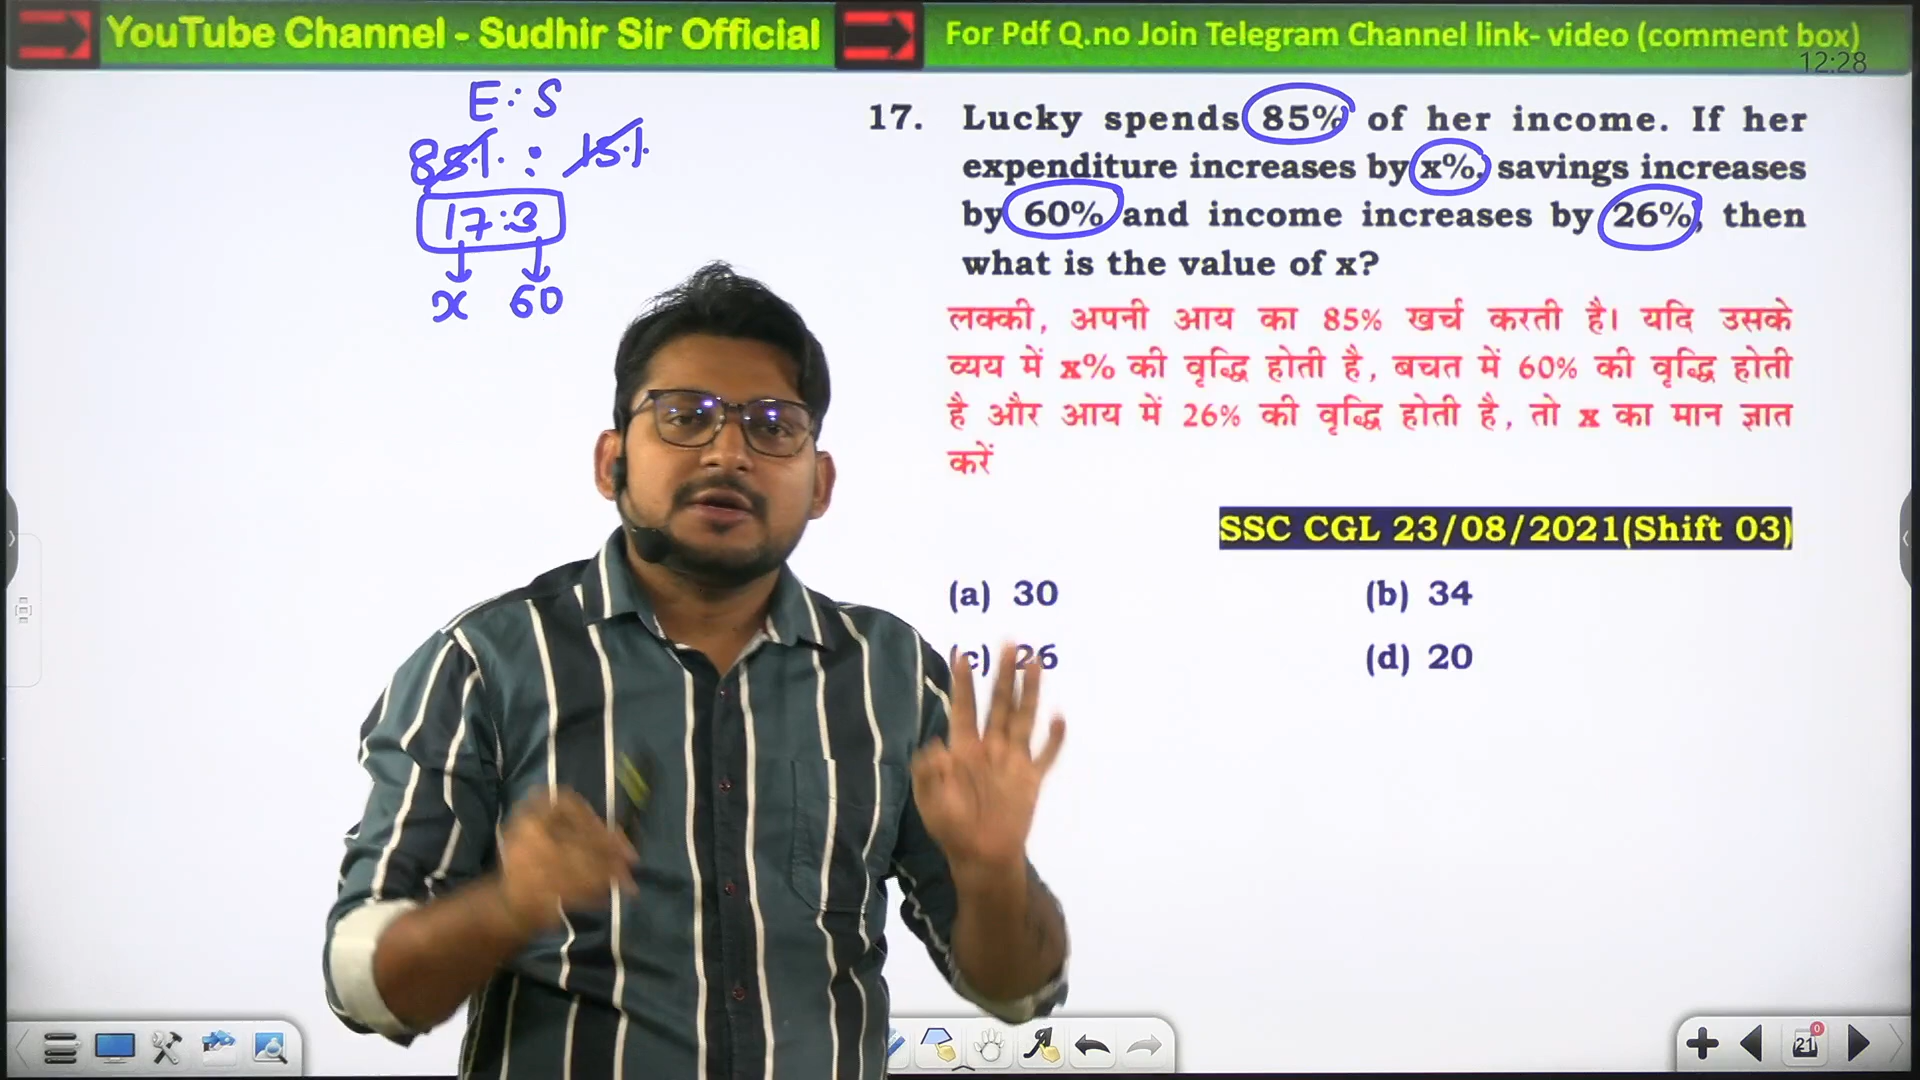 YouTube Channel - Sudhir Sir Official
For Pdf Q.no Join Telegram Channel link- video (comment box)
12:28
E : S
85% : 15%
17:3
x 60
17. Lucky spends 85% of her income. If her
expenditure increases by x%, savings increases
by 60% and income increases by 26%, then
what is the value of x?
लक्की, अपनी आय का 85% खर्च करती है। यदि उसके
व्यय में x% की वृद्धि होती है, बचत में 60% की वृद्धि होती
है और आय में 26% की वृद्धि होती है, तो x का मान ज्ञात
करें
SSC CGL 23/08/2021(Shift 03)
(a) 30 (b) 34
(c) 26 (d) 20
21
0